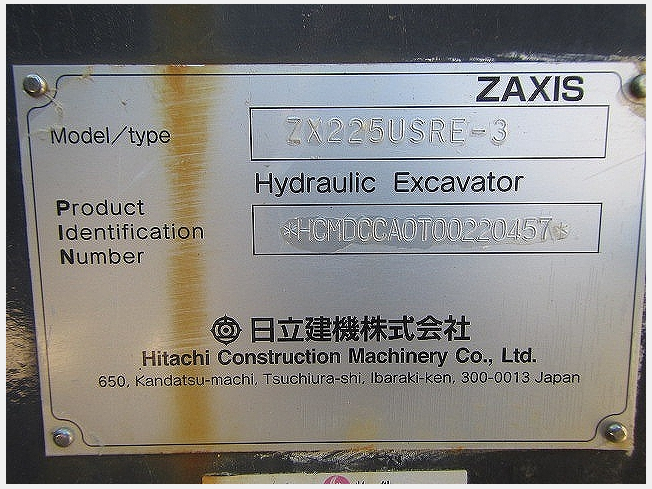 ZAXIS
Model/type ZX225USRE-3
Hydraulic Excavator
Product
Identification
Number
*HCMDCCA0T00220457*
日立建機株式会社
Hitachi Construction Machinery Co., Ltd.
650, Kandatsu-machi, Tsuchiura-shi, Ibaraki-ken, 300-0013 Japan